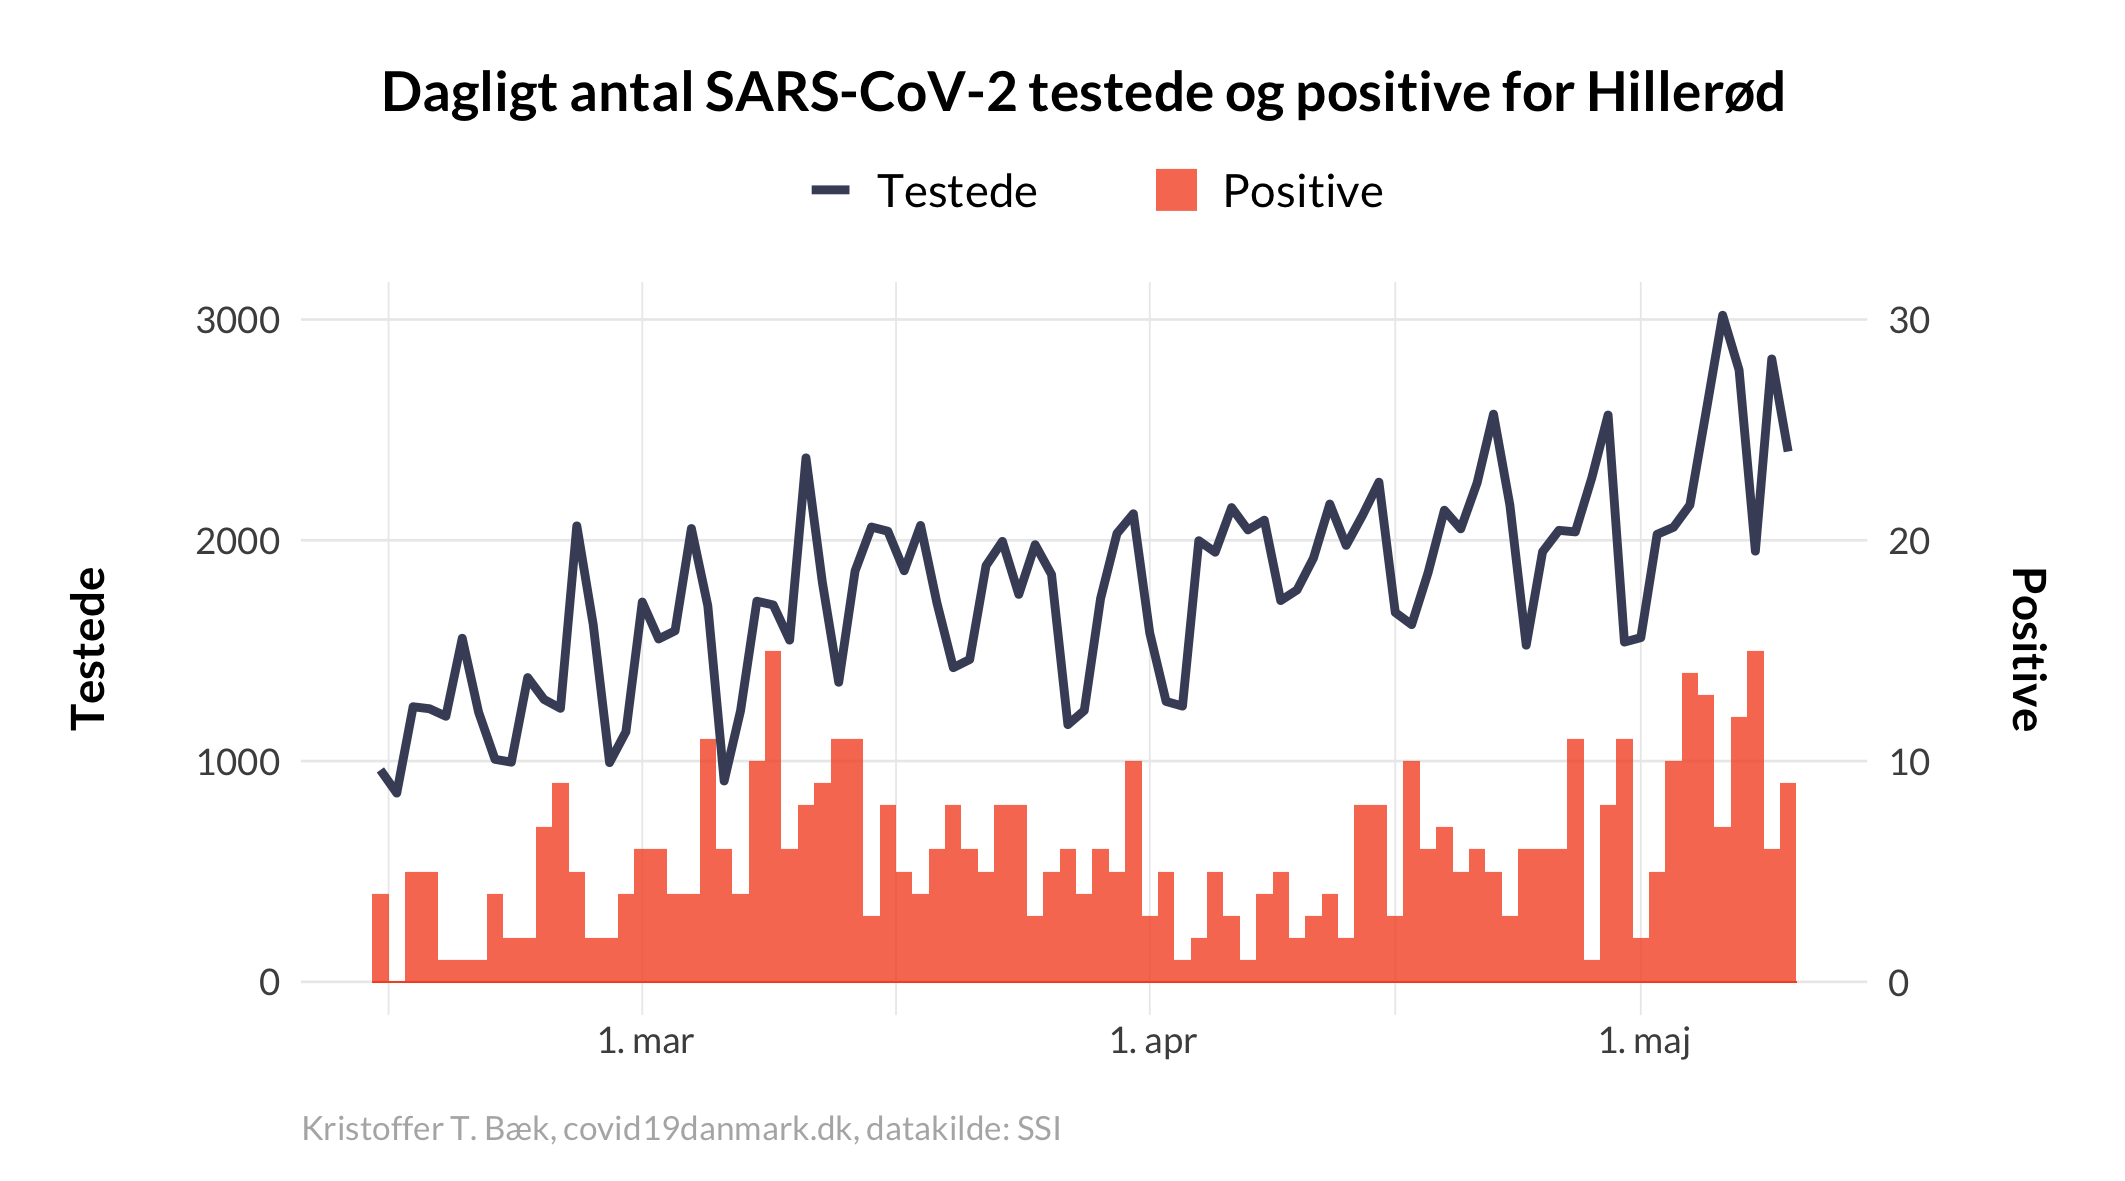 Dagligt antal SARS-CoV-2 testede og positive for Hillerød
Testede
Positive
3000
30
2000
20
1000
10
0
0
Testede
Positive
1. mar
1. apr
1. maj
Kristoffer T. Bæk, covid19danmark.dk, datakilde: SSI